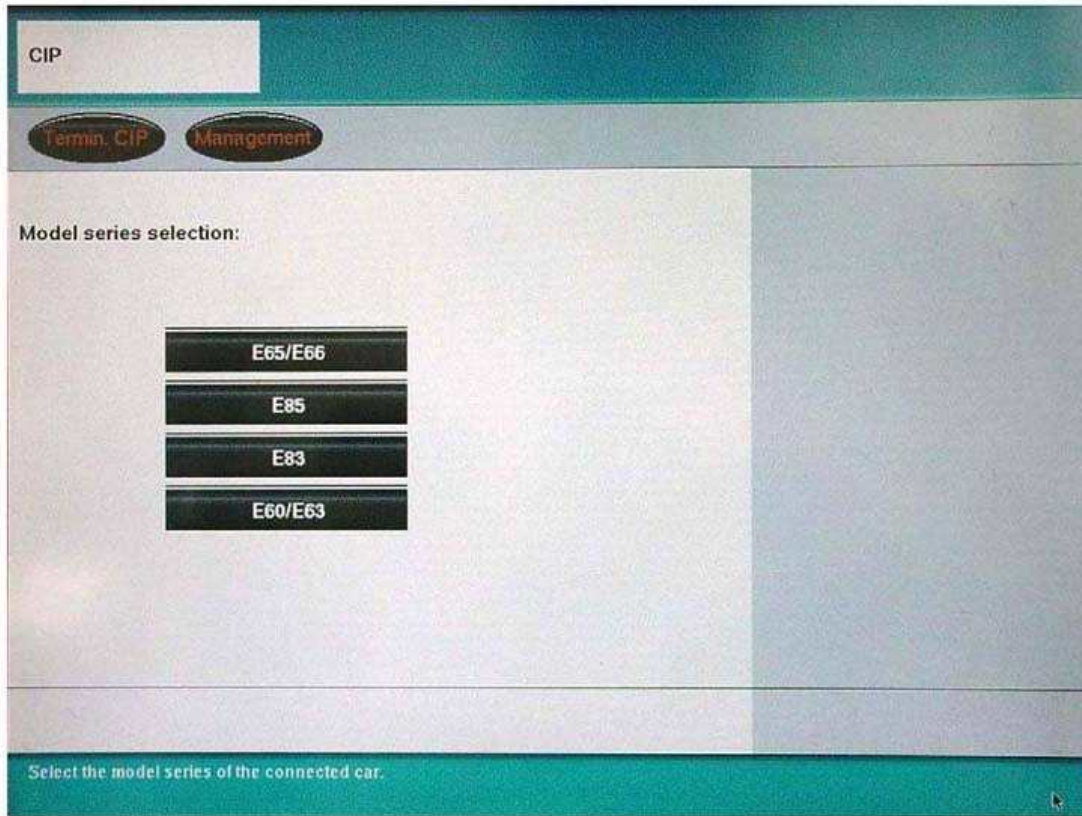 CIP
Termin. CIP Management
Model series selection:
E65/E66
E85
E83
E60/E63
Select the model series of the connected car.